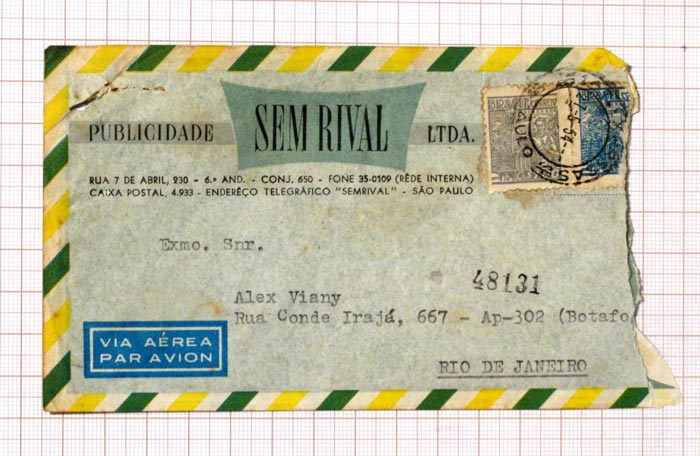 PUBLICIDADE SEM RIVAL LTDA.
RUA 7 DE ABRIL, 230 - 6.º AND. - CONJ. 650 - FONE 35-0109 (RÊDE INTERNA)
CAIXA POSTAL, 4.933 - ENDERÊÇO TELEGRÁFICO "SEMRIVAL" - SÃO PAULO
BRASIL
Exmo. Snr.
48131
Alex Viany
Rua Conde Irajá, 667 - Ap-302 (Botafo
RIO DE JANEIRO
VIA AÉREA
PAR AVION